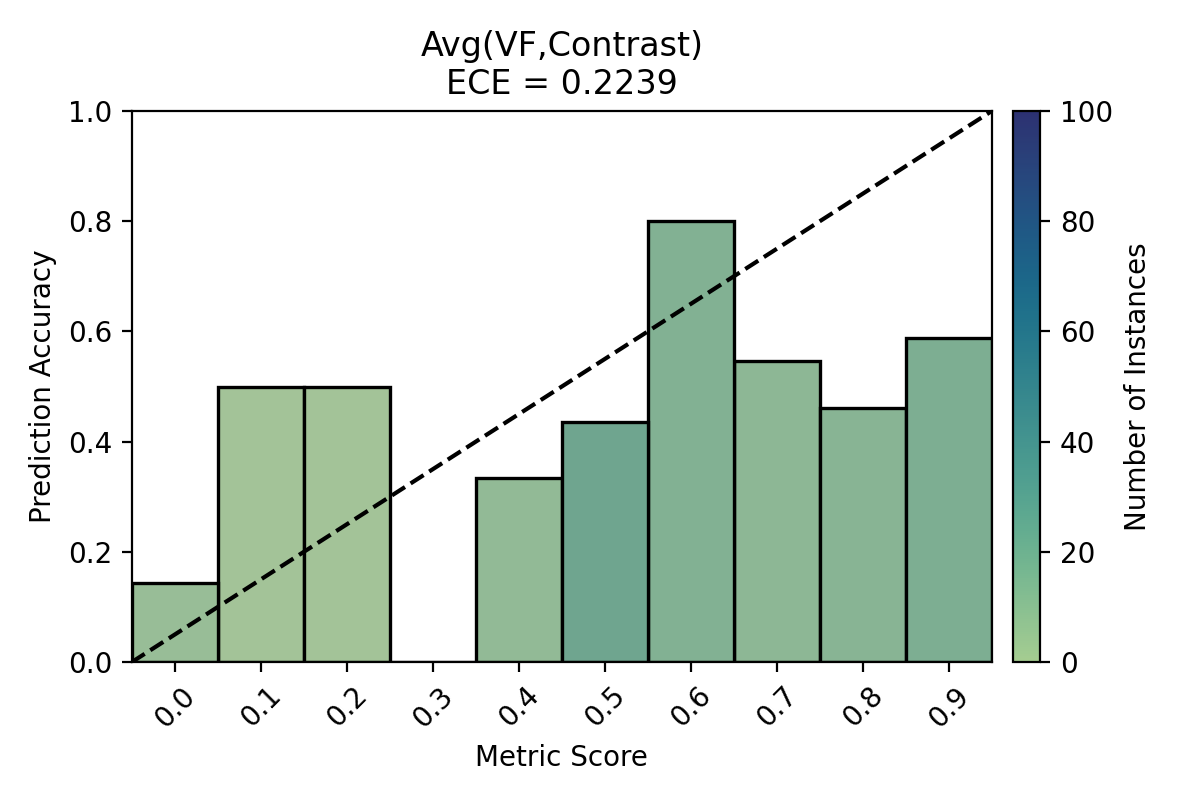 Avg(VF,Contrast)
ECE = 0.2239
1.0
0.8
0.6
0.4
0.2
0.0
Prediction Accuracy
0.0 0.1 0.2 0.3 0.4 0.5 0.6 0.7 0.8 0.9
Metric Score
100
80
60
40
20
0
Number of Instances